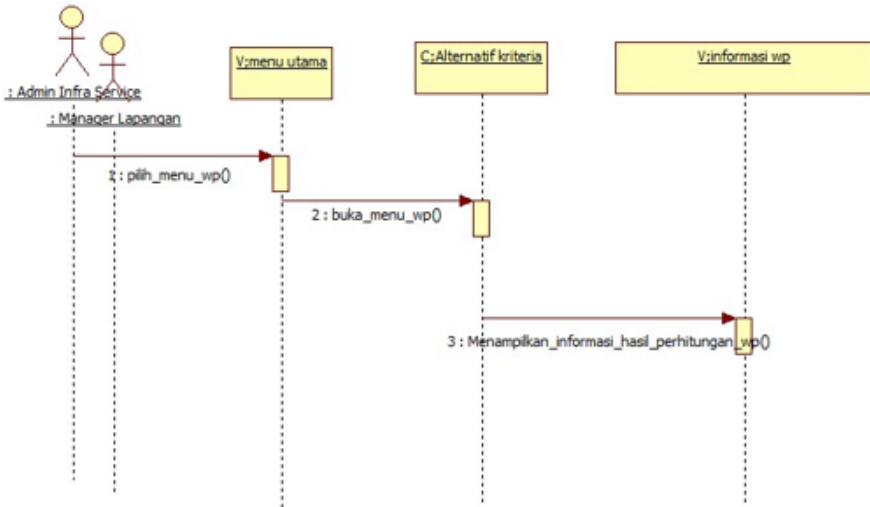 V;menu utama
C;Alternatif kriteria
V;informasi wp
: Admin Infra Service
: Manager Lapangan
1 : pilih_menu_wp()
2 : buka_menu_wp()
3 : Menampilkan_informasi_hasil_perhitungan_wp()